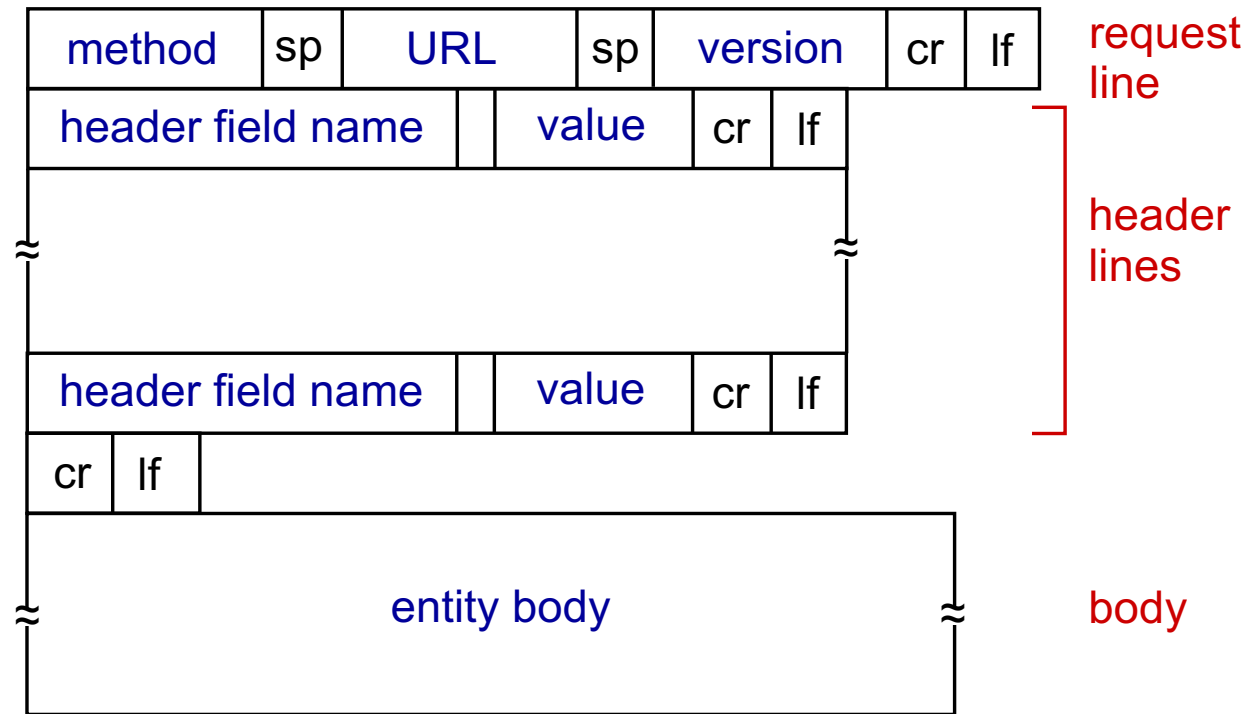 method sp URL sp version cr lf
request
line
header field name value cr lf
header
lines
header field name value cr lf
cr lf
entity body
body